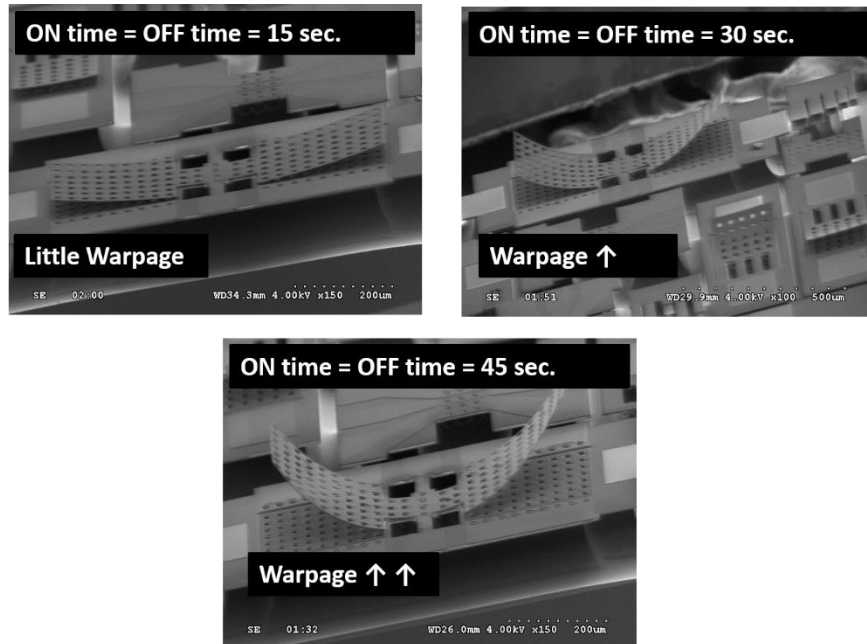 ON time = OFF time = 15 sec.
Little Warpage
SE 02:00 WD34.3mm 4.00kV x150 200um
ON time = OFF time = 30 sec.
Warpage ↑
SE 01:51 WD29.9mm 4.00kV x100 500um
ON time = OFF time = 45 sec.
Warpage ↑ ↑
SE 01:32 WD26.0mm 4.00kV x150 200um